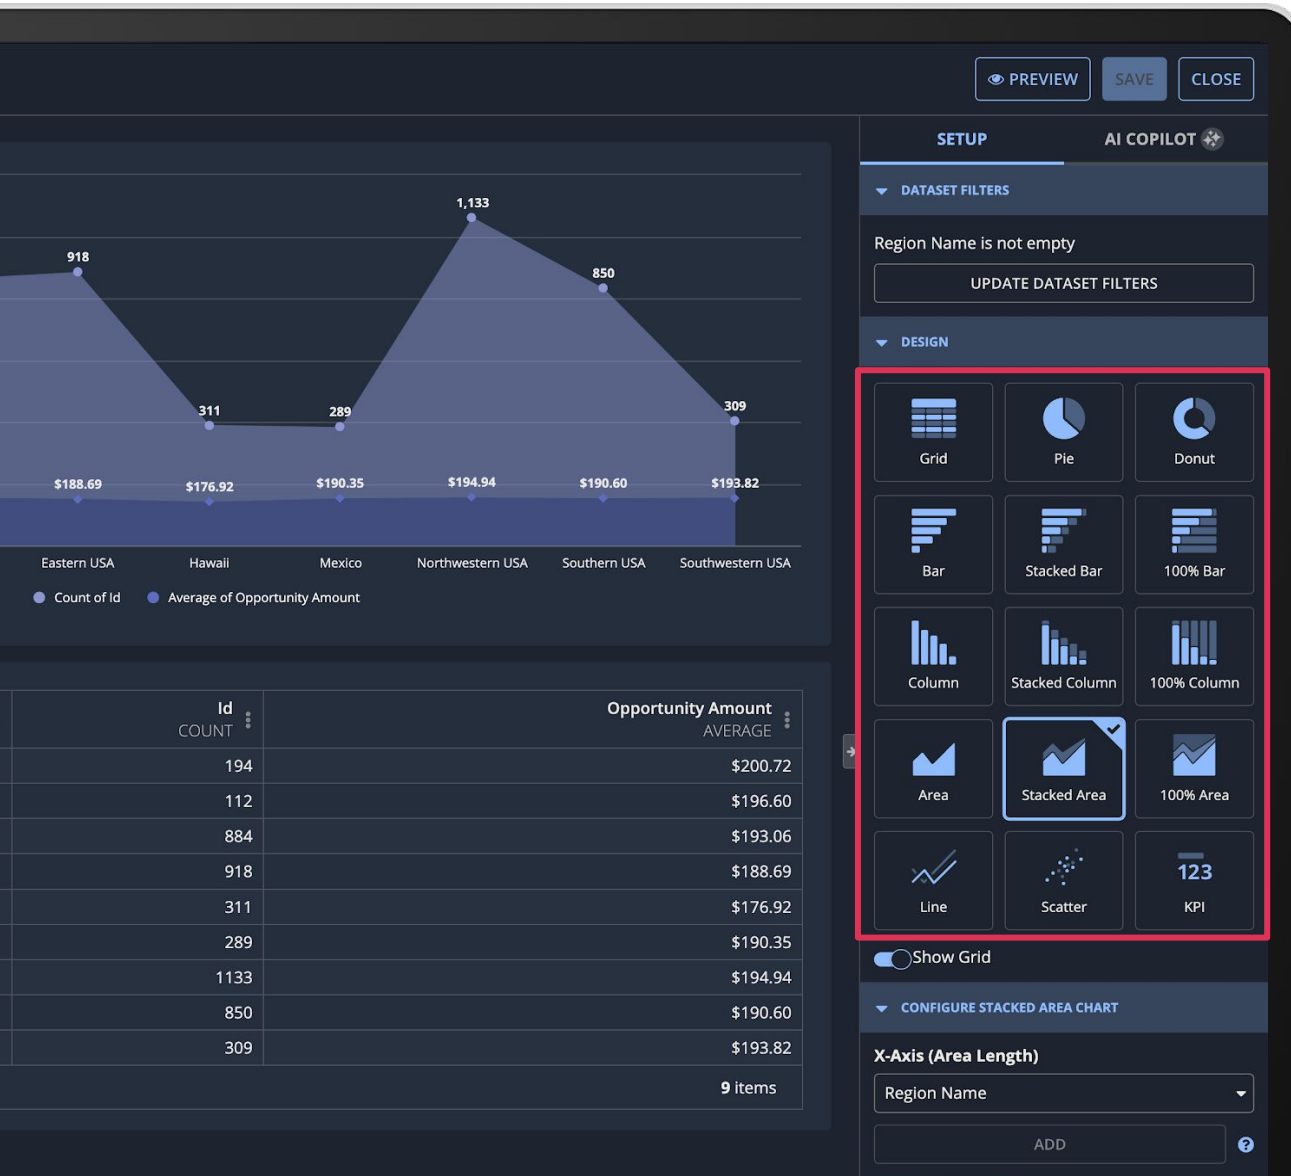 PREVIEW
SAVE
CLOSE
SETUP
AI COPILOT
DATASET FILTERS
Region Name is not empty
UPDATE DATASET FILTERS
DESIGN
Grid
Pie
Donut
Bar
Stacked Bar
100% Bar
Column
Stacked Column
100% Column
Area
Stacked Area
100% Area
Line
Scatter
123
KPI
Show Grid
CONFIGURE STACKED AREA CHART
X-Axis (Area Length)
Region Name
ADD
?
1,133
918
850
311
289
309
$188.69
$176.92
$190.35
$194.94
$190.60
$193.82
Eastern USA
Hawaii
Mexico
Northwestern USA
Southern USA
Southwestern USA
Count of Id
Average of Opportunity Amount
Id
COUNT
Opportunity Amount
AVERAGE
194 $200.72
112 $196.60
884 $193.06
918 $188.69
311 $176.92
289 $190.35
1133 $194.94
850 $190.60
309 $193.82
9 items